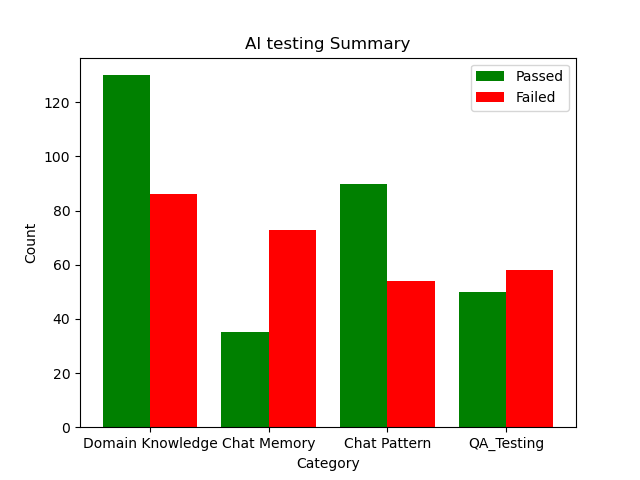 AI testing Summary
Passed
Failed
Count
120
100
80
60
40
20
0
Domain Knowledge Chat Memory Chat Pattern QA_Testing
Category